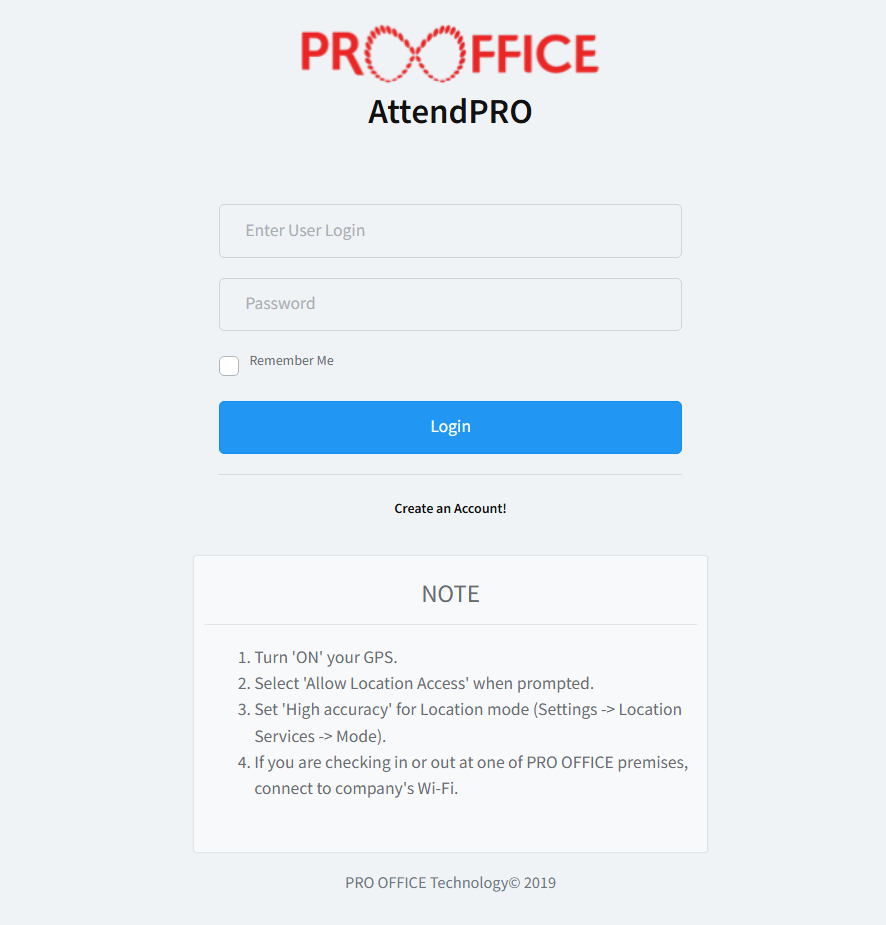 PROOFFICE
AttendPRO
Enter User Login
Password
Remember Me
Login
Create an Account!
NOTE
1. Turn 'ON' your GPS.
2. Select 'Allow Location Access' when prompted.
3. Set 'High accuracy' for Location mode (Settings -> Location
Services -> Mode).
4. If you are checking in or out at one of PRO OFFICE premises,
connect to company's Wi-Fi.
PRO OFFICE Technology© 2019